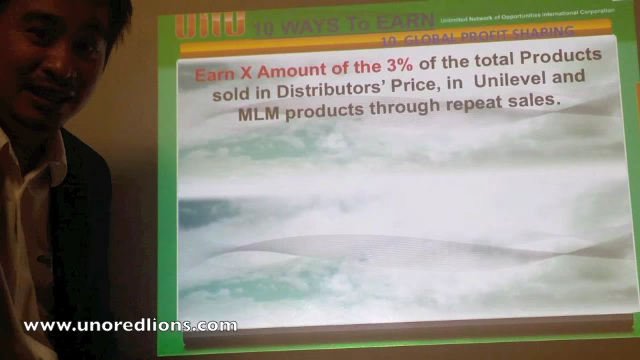 UNO 10 WAYS To EARN
Unlimited Network of Opportunities International Corporation
10. GLOBAL PROFIT SHARING
Earn X Amount of the 3% of the total Products
sold in Distributors' Price, in Unilevel and
MLM products through repeat sales.
www.unoredlions.com